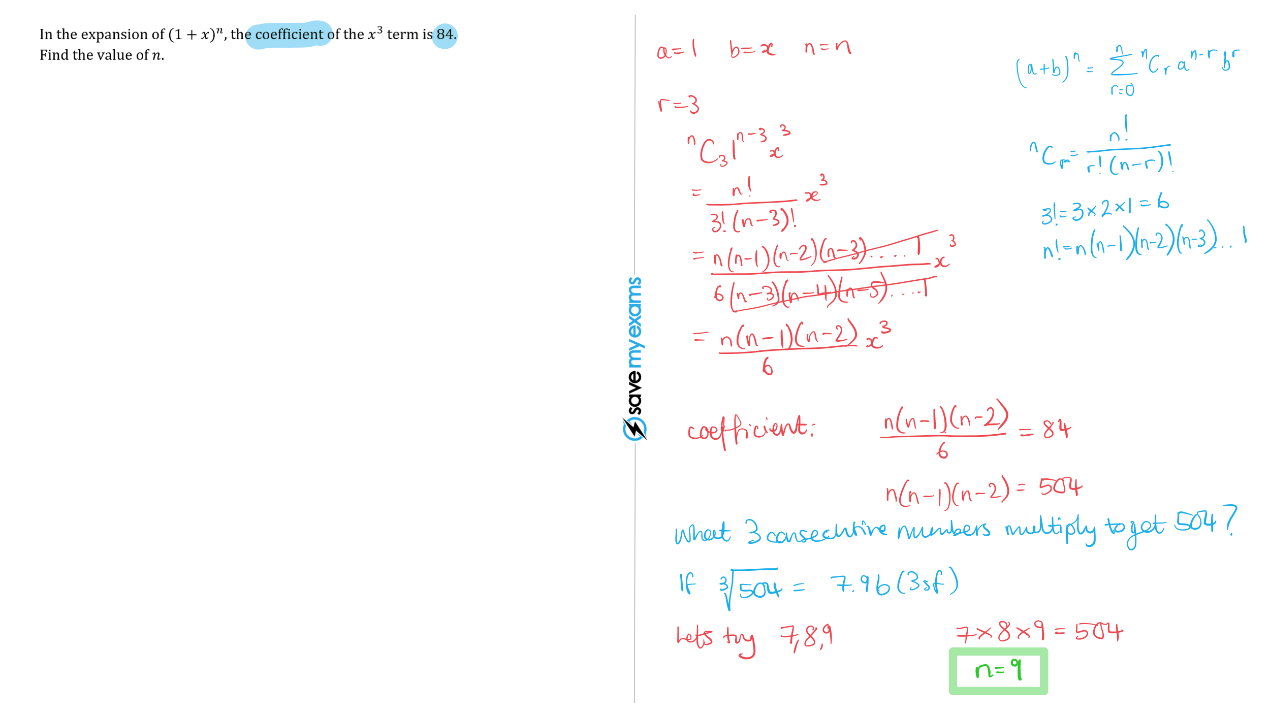 In the expansion of (1 + x)ⁿ, the coefficient of the x³ term is 84.
Find the value of n.
a=1 b=x n=n
r=3
ⁿC₃ 1ⁿ⁻³ x³
= n! / 3!(n-3)! x³
= n(n-1)(n-2)(n-3)....1 / 6(n-3)(n-4)(n-5)....1 x³
= n(n-1)(n-2) / 6 x³
coefficient: n(n-1)(n-2) / 6 = 84
n(n-1)(n-2) = 504
What 3 consecutive numbers multiply to get 504?
If ³√504 = 7.96 (3sf)
Lets try 7,8,9 7×8×9 = 504
n=9
(a+b)ⁿ = Σ ⁿCᵣ aⁿ⁻ʳ bʳ
n
r=0
ⁿCᵣ = n! / r!(n-r)!
3! = 3×2×1 = 6
n! = n(n-1)(n-2)(n-3)...1
save my exams